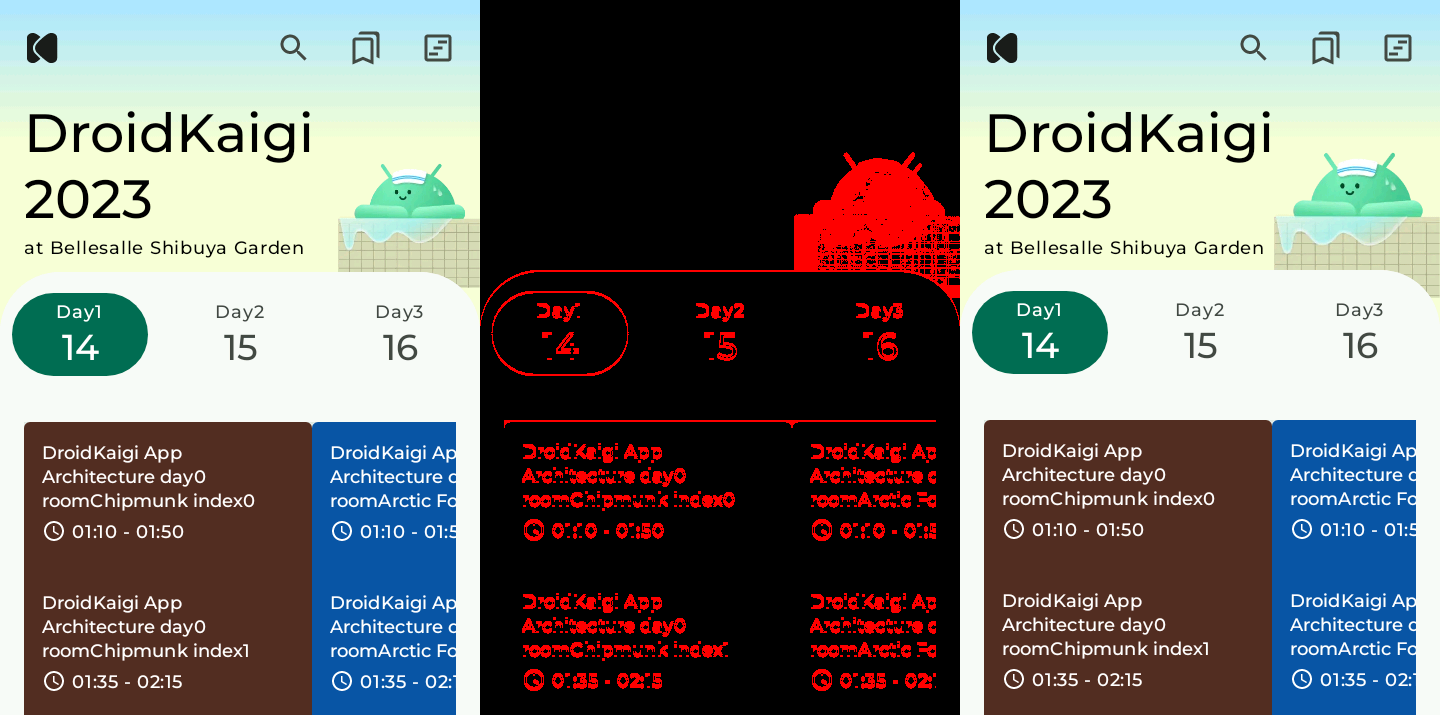 DroidKaigi
2023
at Bellesalle Shibuya Garden
Day1 Day2 Day3
14 15 16
DroidKaigi App
Architecture day0
roomChipmunk index0
01:10 - 01:50
DroidKaigi Ap
Architecture d
roomArctic Fo
01:10 - 01:5
DroidKaigi App
Architecture day0
roomChipmunk index1
01:35 - 02:15
DroidKaigi Ap
Architecture d
roomArctic Fo
01:35 - 02:1
Day1 Day2 Day3
14 15 16
DroidKaigi App
Architecture day0
roomChipmunk index0
01:10 - 01:50
DroidKaigi Ap
Architecture d
roomArctic Fo
01:10 - 01:5
DroidKaigi App
Architecture day0
roomChipmunk index1
01:35 - 02:15
DroidKaigi Ap
Architecture d
roomArctic Fo
01:35 - 02:1
DroidKaigi
2023
at Bellesalle Shibuya Garden
Day1 Day2 Day3
14 15 16
DroidKaigi App
Architecture day0
roomChipmunk index0
01:10 - 01:50
DroidKaigi Ap
Architecture d
roomArctic Fo
01:10 - 01:5
DroidKaigi App
Architecture day0
roomChipmunk index1
01:35 - 02:15
DroidKaigi Ap
Architecture d
roomArctic Fo
01:35 - 02:1